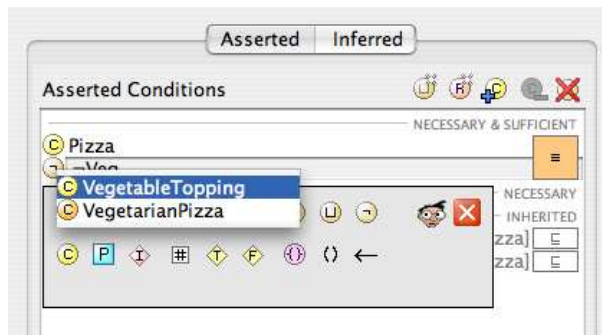 Asserted Inferred
Asserted Conditions
NECESSARY & SUFFICIENT
Pizza
≡
¬Veg
VegetableTopping
VegetarianPizza
NECESSARY
INHERITED
zza] ⊑
zza] ⊑